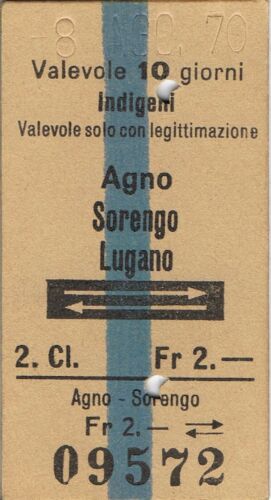 -8 AGO. 70
Valevole 10 giorni
Indigeni
Valevole solo con legittimazione
Agno
Sorengo
Lugano
2. Cl. Fr 2.—
Agno - Sorengo
Fr 2.—
09572